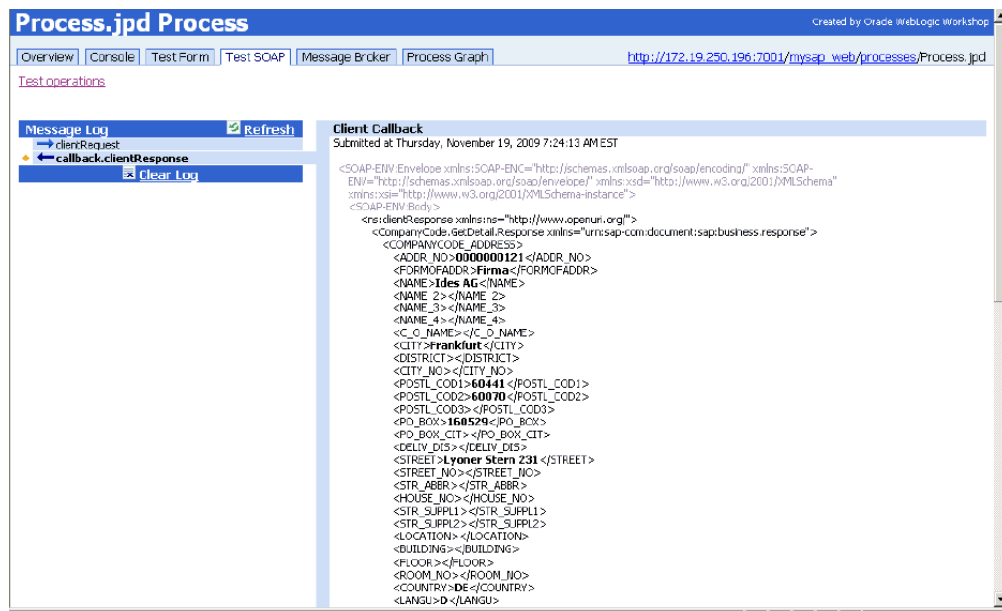 Process.jpd Process
Created by Oracle WebLogic Workshop
Overview Console Test Form Test SOAP Message Broker Process Graph
http://172.19.250.196:7001/mysap_web/processes/Process.jpd
Test operations
Message Log Refresh
clientRequest
callback.clientResponse
Clear Log
Client Callback
Submitted at Thursday, November 19, 2009 7:24:13 AM EST
<SOAP-ENV:Envelope xmlns:SOAP-ENC="http://schemas.xmlsoap.org/soap/encoding/" xmlns:SOAP-
ENV="http://schemas.xmlsoap.org/soap/envelope/" xmlns:xsd="http://www.w3.org/2001/XMLSchema"
xmlns:xsi="http://www.w3.org/2001/XMLSchema-instance">
<SOAP-ENV:Body>
<ns:clientResponse xmlns:ns="http://www.openuri.org/">
<CompanyCode.GetDetail.Response xmlns="urn:sap-com:document:sap:business.response">
<COMPANYCODE_ADDRESS>
<ADDR_NO>0000000121</ADDR_NO>
<FORMOFADDR>Firma</FORMOFADDR>
<NAME>Ides AG</NAME>
<NAME_2></NAME_2>
<NAME_3></NAME_3>
<NAME_4></NAME_4>
<C_O_NAME></C_O_NAME>
<CITY>Frankfurt</CITY>
<DISTRICT></DISTRICT>
<CITY_NO></CITY_NO>
<POSTL_COD1>60441</POSTL_COD1>
<POSTL_COD2>60070</POSTL_COD2>
<POSTL_COD3></POSTL_COD3>
<PO_BOX>160529</PO_BOX>
<PO_BOX_CIT></PO_BOX_CIT>
<DELIV_DIS></DELIV_DIS>
<STREET>Lyoner Stern 231</STREET>
<STREET_NO></STREET_NO>
<STR_ABBR></STR_ABBR>
<HOUSE_NO></HOUSE_NO>
<STR_SUPPL1></STR_SUPPL1>
<STR_SUPPL2></STR_SUPPL2>
<LOCATION></LOCATION>
<BUILDING></BUILDING>
<FLOOR></FLOOR>
<ROOM_NO></ROOM_NO>
<COUNTRY>DE</COUNTRY>
<LANGU>D</LANGU>